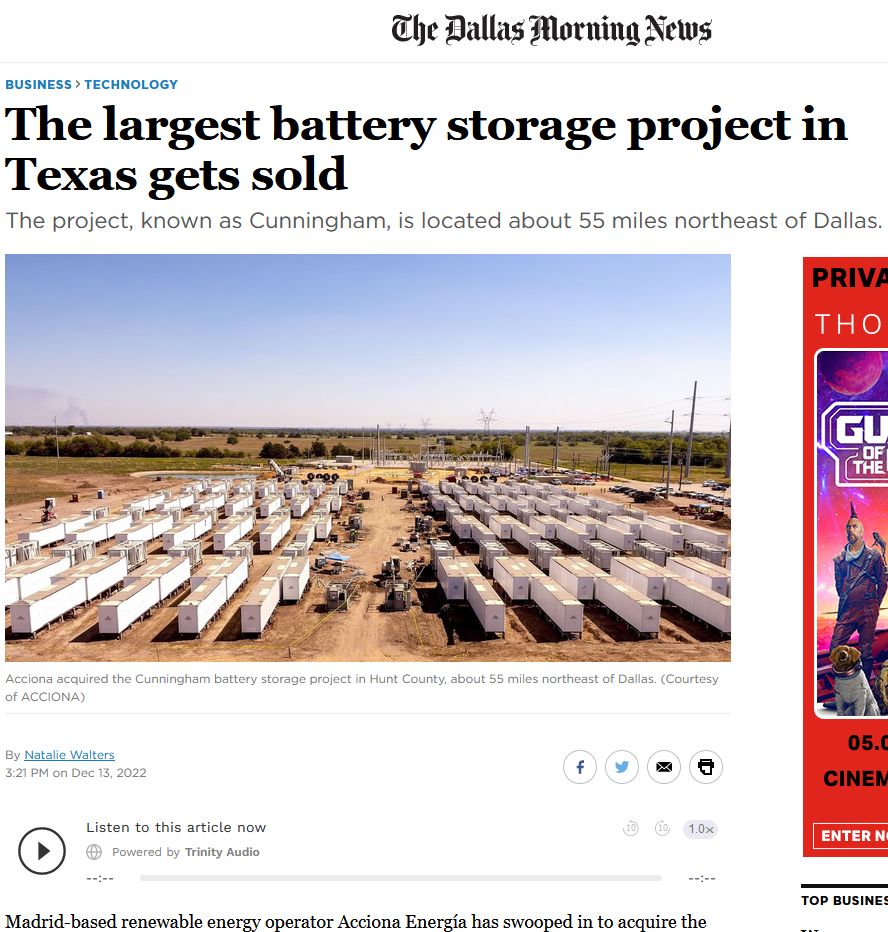 The Dallas Morning News
BUSINESS > TECHNOLOGY
The largest battery storage project in
Texas gets sold
The project, known as Cunningham, is located about 55 miles northeast of Dallas.
Acciona acquired the Cunningham battery storage project in Hunt County, about 55 miles northeast of Dallas. (Courtesy
of ACCIONA)
By Natalie Walters
3:21 PM on Dec 13, 2022
Listen to this article now
10 10 1.0×
Powered by Trinity Audio
--:-- --:--
Madrid-based renewable energy operator Acciona Energía has swooped in to acquire the
PRIVA
THO
GU
OF
THE
05.0
CINEM
ENTER N
TOP BUSINES